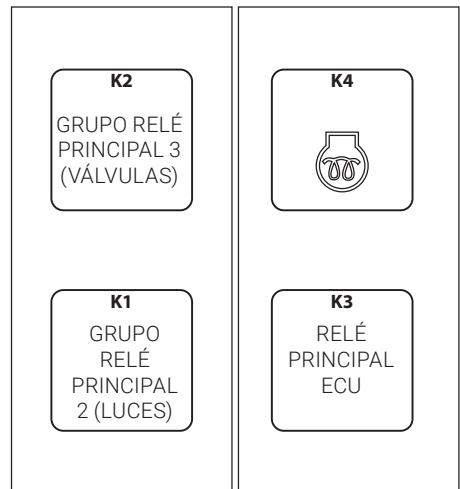 K2
GRUPO RELÉ
PRINCIPAL 3
(VÁLVULAS)
K4
K1
GRUPO
RELÉ
PRINCIPAL
2 (LUCES)
K3
RELÉ
PRINCIPAL
ECU